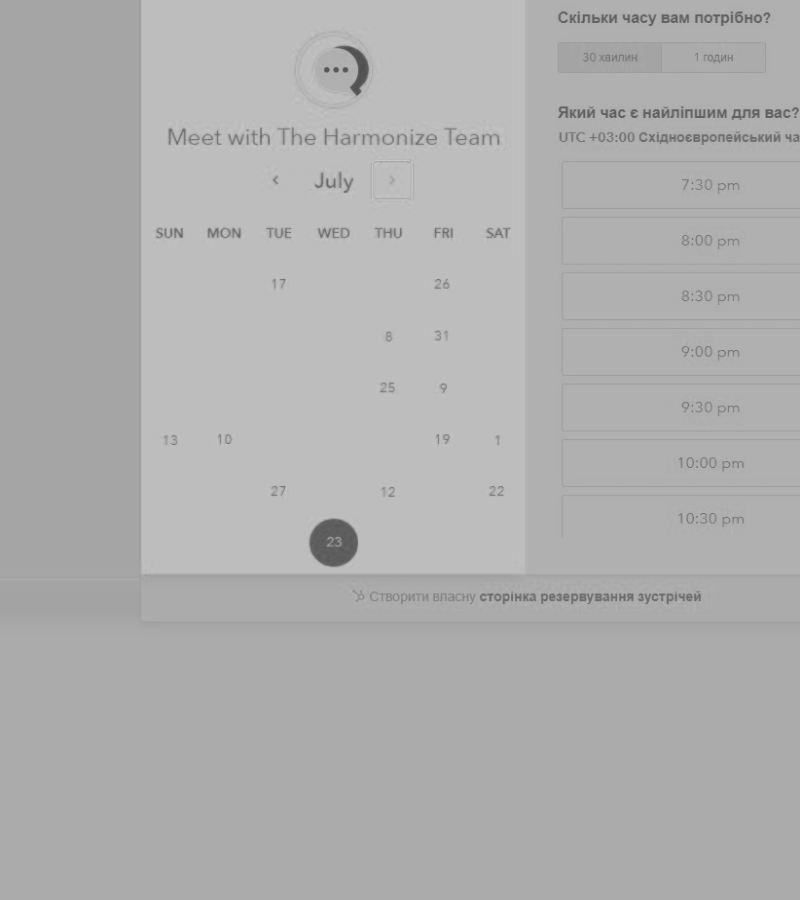 Meet with The Harmonize Team
‹ July ›
SUN MON TUE WED THU FRI SAT
17 26
8 31
25 9
13 10 19 1
27 12 22
23
Скільки часу вам потрібно?
30 хвилин 1 годин
Який час є найліпшим для вас?
UTC +03:00 Східноєвропейський ча
7:30 pm
8:00 pm
8:30 pm
9:00 pm
9:30 pm
10:00 pm
10:30 pm
Створити власну сторінка резервування зустрічей